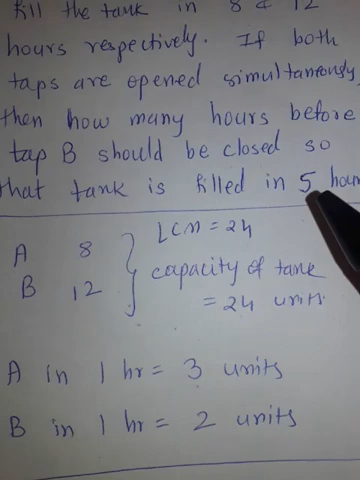 fill the tank in 8 & 12
hours respectively. If both
taps are opened simultaneously,
then how many hours before
tap B should be closed so
that tank is filled in 5 hours
A 8
B 12
LCM = 24
capacity of tank
= 24 units
A in 1 hr = 3 units
B in 1 hr = 2 units